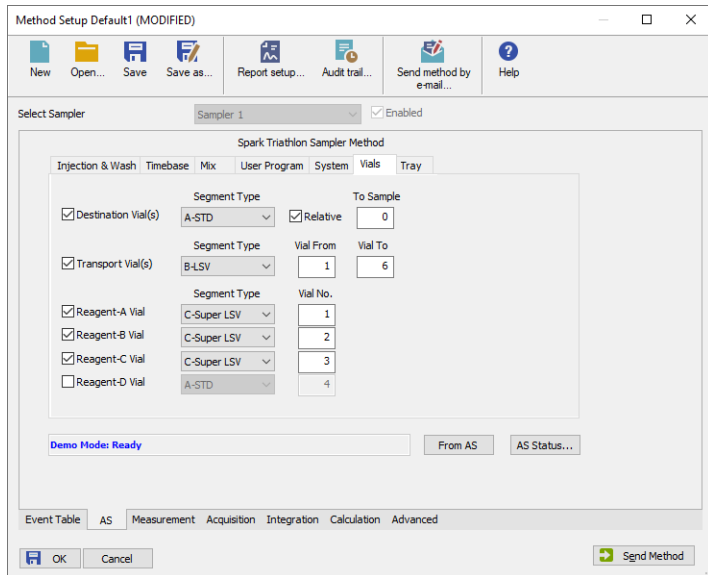 Method Setup Default1 (MODIFIED)
New Open... Save Save as... Report setup... Audit trail... Send method by e-mail... Help
Select Sampler Sampler 1 Enabled
Spark Triathlon Sampler Method
Injection & Wash Timebase Mix User Program System Vials Tray
Segment Type To Sample
Destination Vial(s) A-STD Relative 0
Segment Type Vial From Vial To
Transport Vial(s) B-LSV 1 6
Segment Type Vial No.
Reagent-A Vial C-Super LSV 1
Reagent-B Vial C-Super LSV 2
Reagent-C Vial C-Super LSV 3
Reagent-D Vial A-STD 4
Demo Mode: Ready From AS AS Status...
Event Table AS Measurement Acquisition Integration Calculation Advanced
OK Cancel Send Method